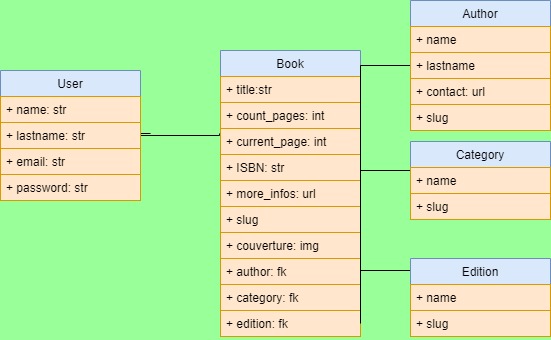 User
+ name: str
+ lastname: str
+ email: str
+ password: str
Book
+ title:str
+ count_pages: int
+ current_page: int
+ ISBN: str
+ more_infos: url
+ slug
+ couverture: img
+ author: fk
+ category: fk
+ edition: fk
Author
+ name
+ lastname
+ contact: url
+ slug
Category
+ name
+ slug
Edition
+ name
+ slug